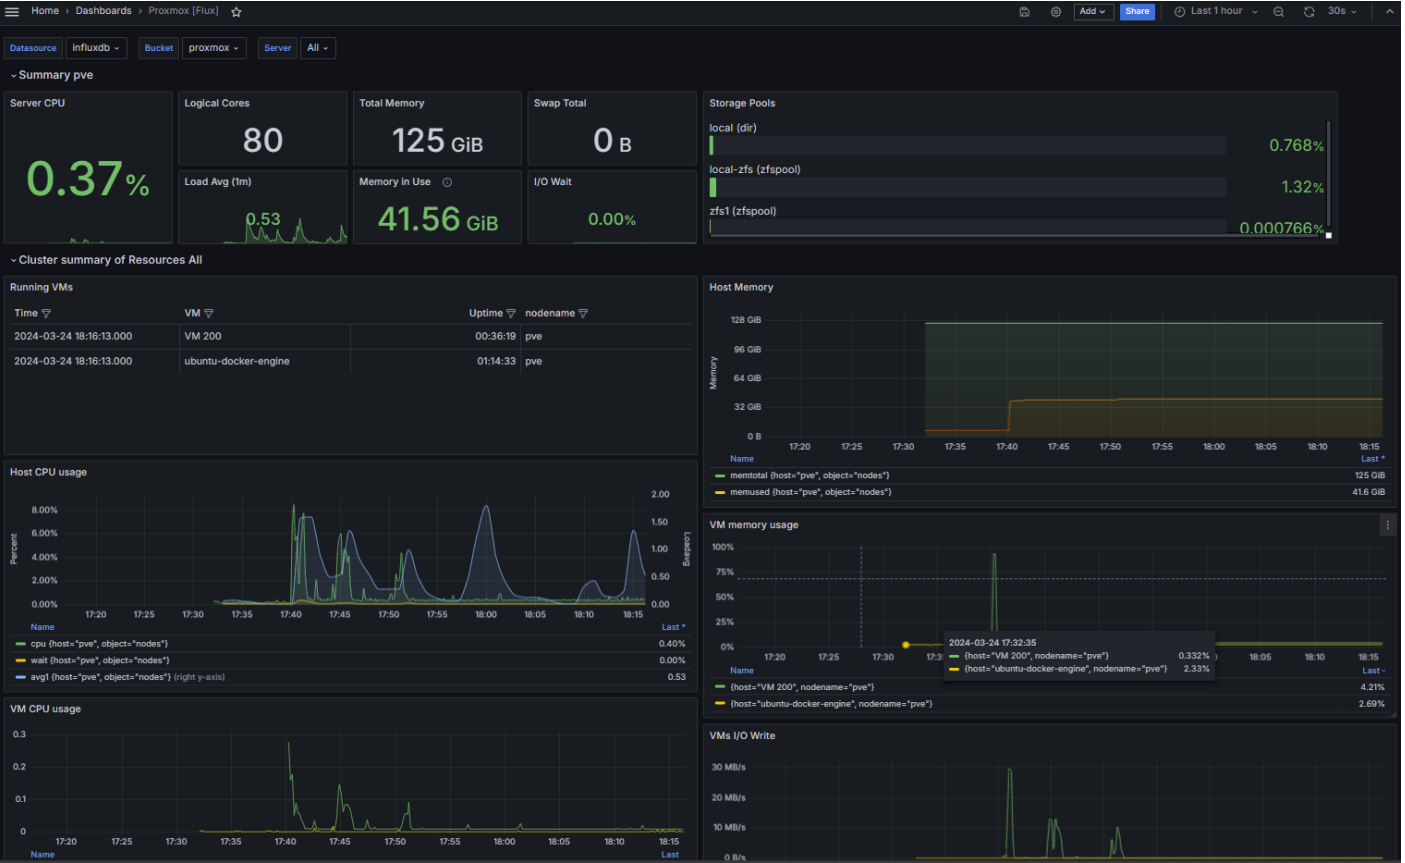 Home › Dashboards › Proxmox [Flux]
Add
Share
Last 1 hour
30s
Datasource influxdb Bucket proxmox Server All
Summary pve
Server CPU
0.37%
Logical Cores
80
Total Memory
125 GiB
Swap Total
0 B
Load Avg (1m)
0.53
Memory in Use
41.56 GiB
I/O Wait
0.00%
Storage Pools
local (dir)
0.768%
local-zfs (zfspool)
1.32%
zfs1 (zfspool)
0.000766%
Cluster summary of Resources All
Running VMs
Time VM Uptime nodename
2024-03-24 18:16:13.000 VM 200 00:36:19 pve
2024-03-24 18:16:13.000 ubuntu-docker-engine 01:14:33 pve
Host Memory
Memory
128 GiB
96 GiB
64 GiB
32 GiB
0 B
17:20 17:25 17:30 17:35 17:40 17:45 17:50 17:55 18:00 18:05 18:10 18:15
Name Last *
memtotal {host="pve", object="nodes"} 125 GiB
memused {host="pve", object="nodes"} 41.6 GiB
Host CPU usage
Percent
8.00%
6.00%
4.00%
2.00%
0.00%
2.00
1.50
1.00
0.50
0.00
Loadavg
17:20 17:25 17:30 17:35 17:40 17:45 17:50 17:55 18:00 18:05 18:10 18:15
Name Last *
cpu {host="pve", object="nodes"} 0.40%
wait {host="pve", object="nodes"} 0.00%
avg1 {host="pve", object="nodes"} (right y-axis) 0.53
VM memory usage
100%
75%
50%
25%
0%
17:20 17:25 17:30 17:3 18:05 18:10 18:15
2024-03-24 17:32:35
{host="VM 200", nodename="pve"} 0.332%
{host="ubuntu-docker-engine", nodename="pve"} 2.33%
Name Last
{host="VM 200", nodename="pve"} 4.21%
{host="ubuntu-docker-engine", nodename="pve"} 2.69%
VM CPU usage
0.3
0.2
0.1
0
17:20 17:25 17:30 17:35 17:40 17:45 17:50 17:55 18:00 18:05 18:10 18:15
Name Last
VMs I/O Write
30 MB/s
20 MB/s
10 MB/s
0 B/s